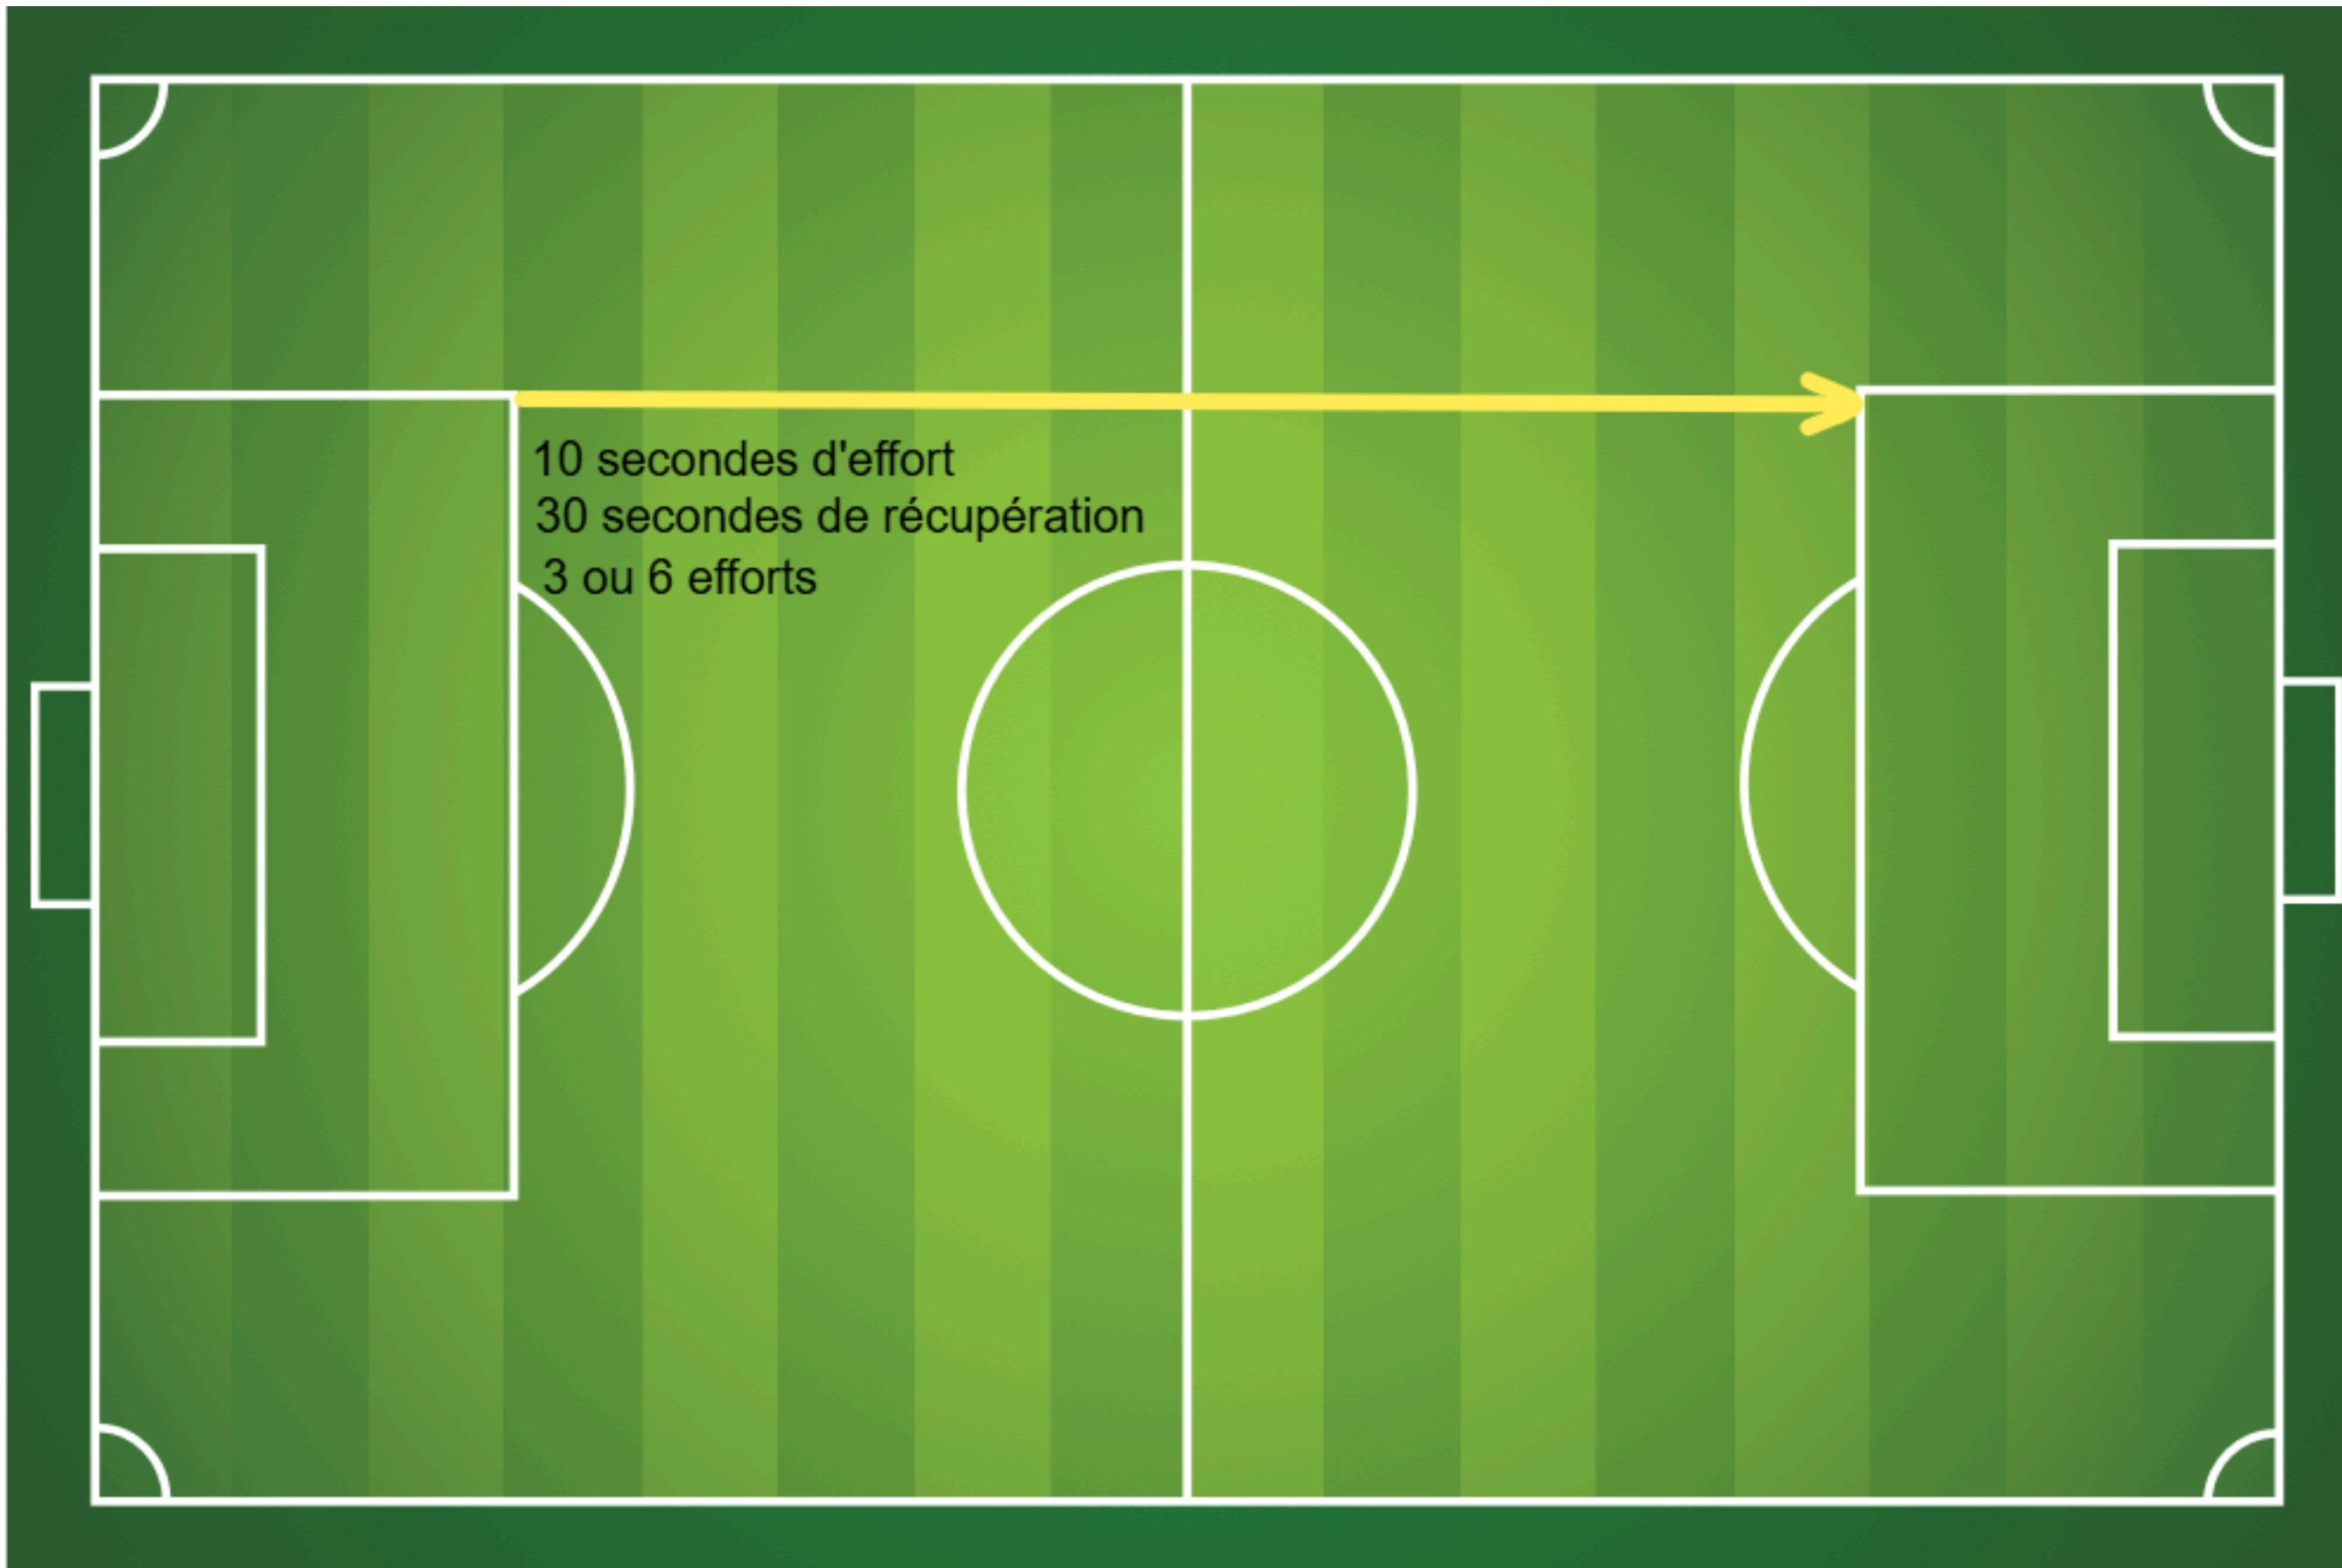 10 secondes d'effort
30 secondes de récupération
3 ou 6 efforts